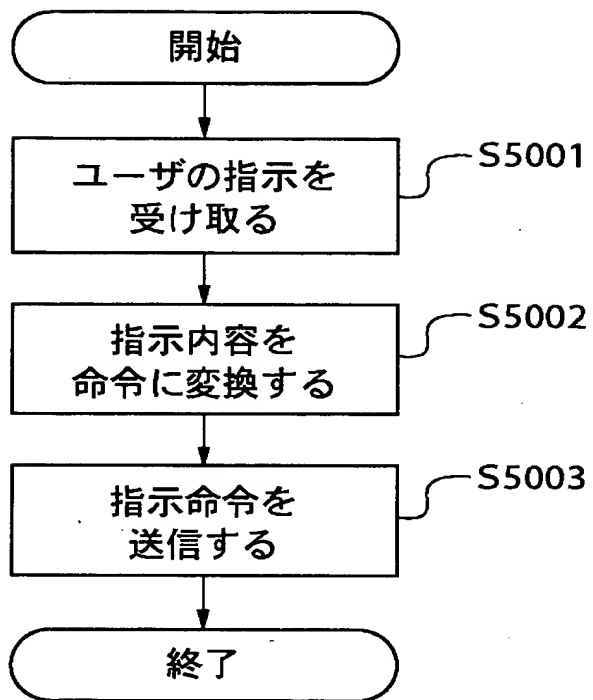 開始
ユーザの指示を
受け取る
S5001
指示内容を
命令に変換する
S5002
指示命令を
送信する
S5003
終了